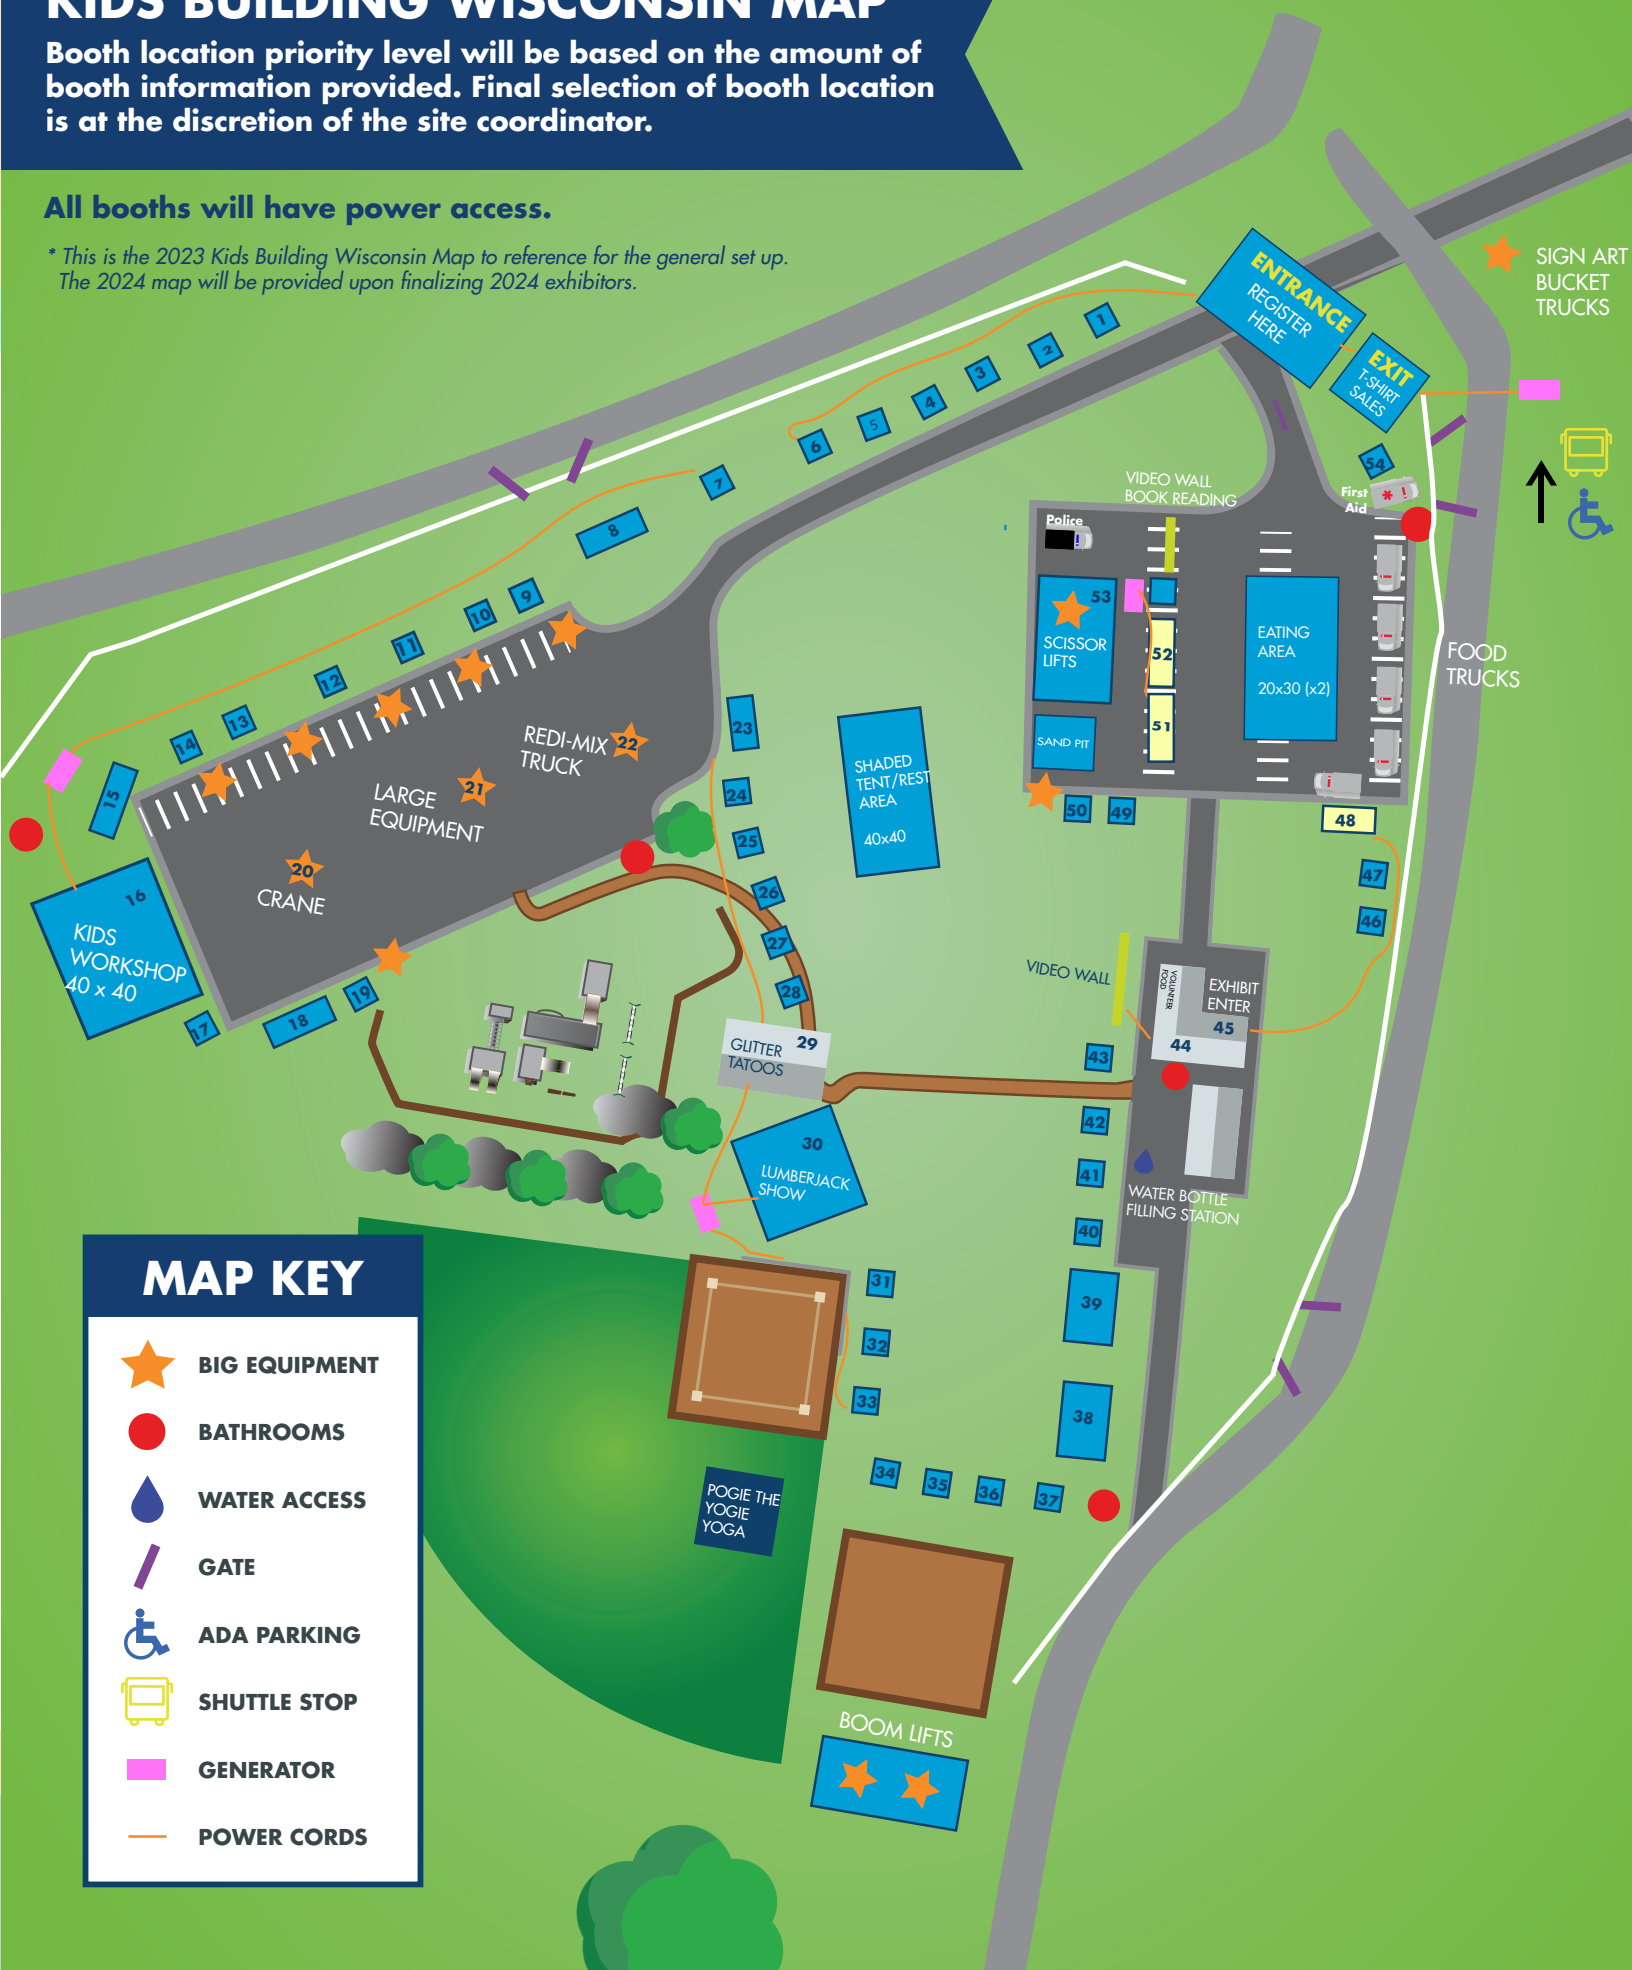 KIDS BUILDING WISCONSIN MAP
Booth location priority level will be based on the amount of
booth information provided. Final selection of booth location
is at the discretion of the site coordinator.
All booths will have power access.
* This is the 2023 Kids Building Wisconsin Map to reference for the general set up.
The 2024 map will be provided upon finalizing 2024 exhibitors.
ENTRANCE
REGISTER
HERE
EXIT
T-SHIRT
SALES
SIGN ART
BUCKET
TRUCKS
1
2
3
4
5
6
7
8
9
10
11
12
13
14
15
16
KIDS
WORKSHOP
40 x 40
17
18
19
20
CRANE
21
LARGE
EQUIPMENT
22
REDI-MIX
TRUCK
23
24
25
26
27
28
29
GLITTER
TATOOS
30
LUMBERJACK
SHOW
31
32
33
34
35
36
37
38
39
40
41
42
43
44
45
EXHIBIT
ENTER
VOLUNTEER
FOOD
VIDEO WALL
WATER BOTTLE
FILLING STATION
46
47
48
49
50
51
52
53
SCISSOR
LIFTS
SAND PIT
54
First
Aid
Police
VIDEO WALL
BOOK READING
EATING
AREA
20x30 (x2)
FOOD
TRUCKS
SHADED
TENT/REST
AREA
40x40
POGIE THE
YOGIE
YOGA
BOOM LIFTS
MAP KEY
BIG EQUIPMENT
BATHROOMS
WATER ACCESS
GATE
ADA PARKING
SHUTTLE STOP
GENERATOR
POWER CORDS